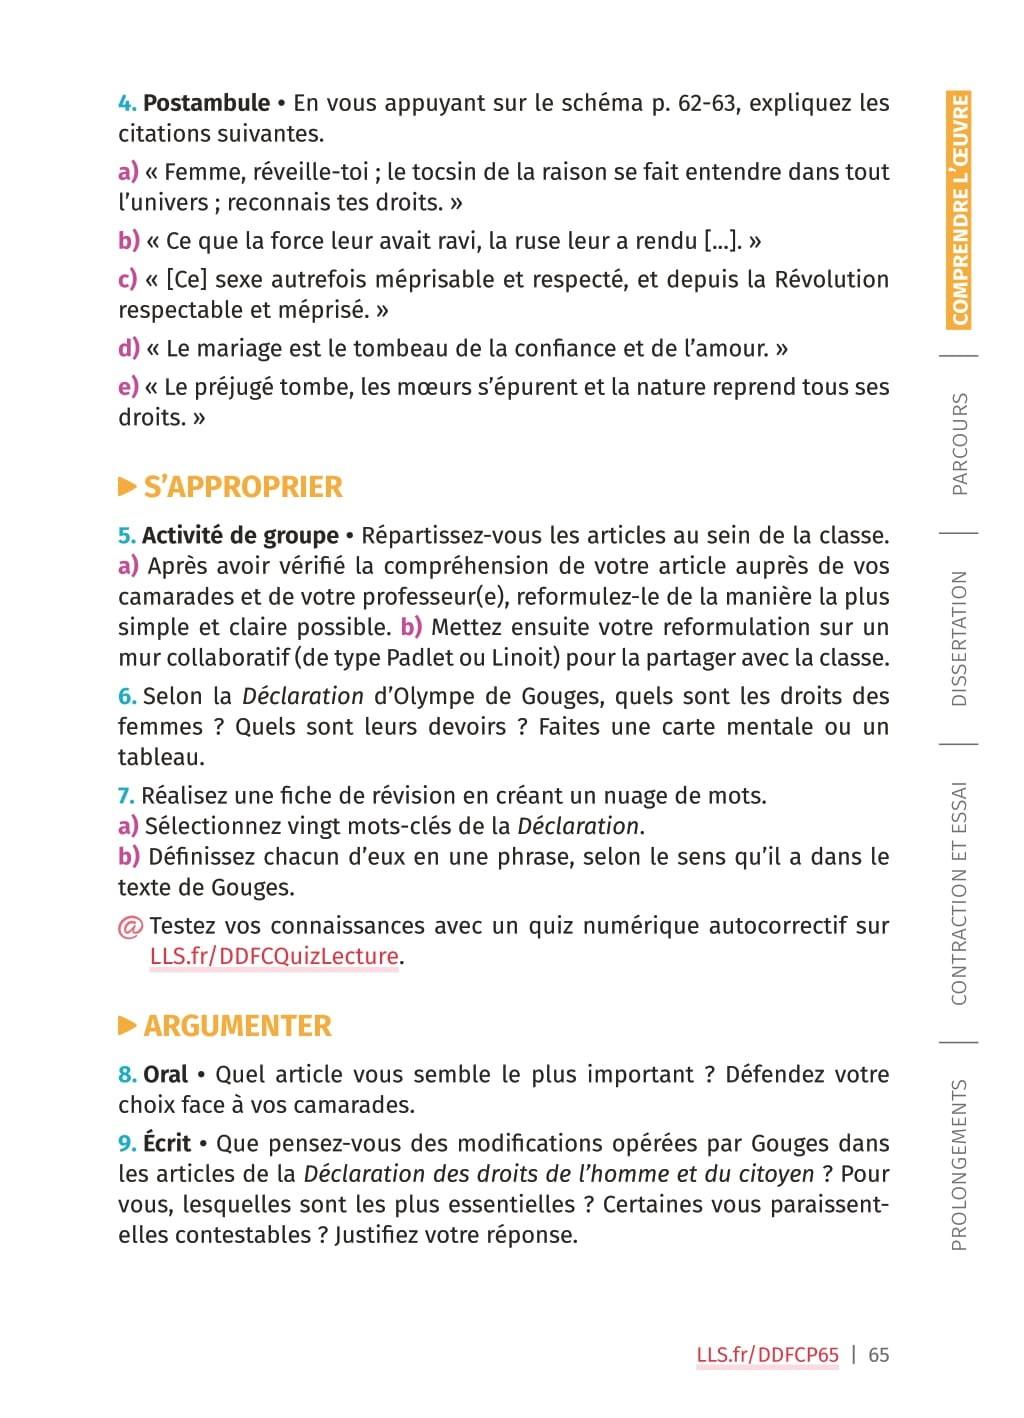 4. Postambule • En vous appuyant sur le schéma p. 62-63, expliquez les
citations suivantes.
a) « Femme, réveille-toi ; le tocsin de la raison se fait entendre dans tout
l’univers ; reconnais tes droits. »
b) « Ce que la force leur avait ravi, la ruse leur a rendu [...]. »
c) « [Ce] sexe autrefois méprisable et respecté, et depuis la Révolution
respectable et méprisé. »
d) « Le mariage est le tombeau de la confiance et de l’amour. »
e) « Le préjugé tombe, les mœurs s’épurent et la nature reprend tous ses
droits. »
► S’APPROPRIER
5. Activité de groupe • Répartissez-vous les articles au sein de la classe.
a) Après avoir vérifié la compréhension de votre article auprès de vos
camarades et de votre professeur(e), reformulez-le de la manière la plus
simple et claire possible. b) Mettez ensuite votre reformulation sur un
mur collaboratif (de type Padlet ou Linoit) pour la partager avec la classe.
6. Selon la Déclaration d’Olympe de Gouges, quels sont les droits des
femmes ? Quels sont leurs devoirs ? Faites une carte mentale ou un
tableau.
7. Réalisez une fiche de révision en créant un nuage de mots.
a) Sélectionnez vingt mots-clés de la Déclaration.
b) Définissez chacun d’eux en une phrase, selon le sens qu’il a dans le
texte de Gouges.
@ Testez vos connaissances avec un quiz numérique autocorrectif sur
LLS.fr/DDFCQuizLecture.
► ARGUMENTER
8. Oral • Quel article vous semble le plus important ? Défendez votre
choix face à vos camarades.
9. Écrit • Que pensez-vous des modifications opérées par Gouges dans
les articles de la Déclaration des droits de l’homme et du citoyen ? Pour
vous, lesquelles sont les plus essentielles ? Certaines vous paraissent-
elles contestables ? Justifiez votre réponse.
LLS.fr/DDFCP65 | 65
COMPRENDRE L’ŒUVRE
PARCOURS
DISSERTATION
CONTRACTION ET ESSAI
PROLONGEMENTS